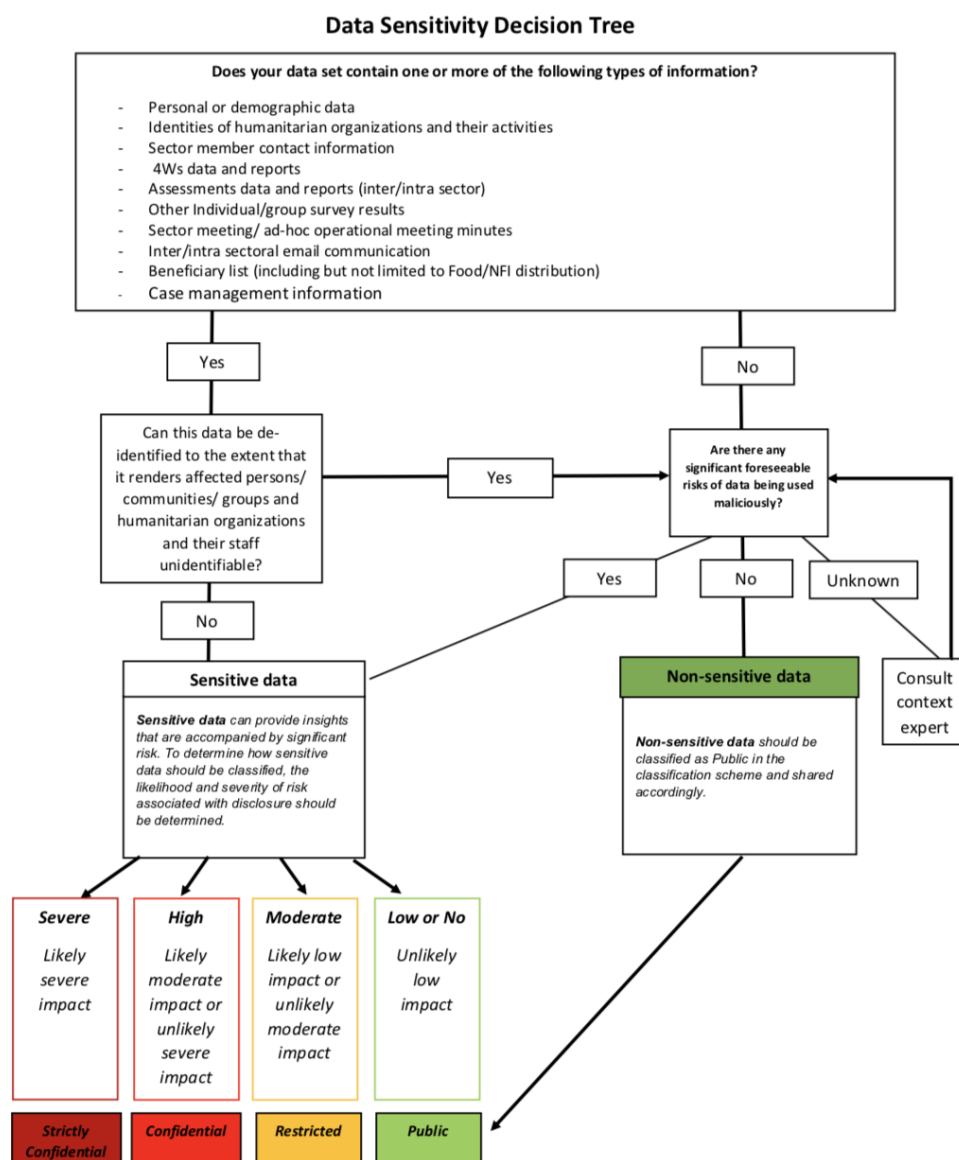 Data Sensitivity Decision Tree
Does your data set contain one or more of the following types of information?
- Personal or demographic data
- Identities of humanitarian organizations and their activities
- Sector member contact information
- 4Ws data and reports
- Assessments data and reports (inter/intra sector)
- Other Individual/group survey results
- Sector meeting/ ad-hoc operational meeting minutes
- Inter/intra sectoral email communication
- Beneficiary list (including but not limited to Food/NFI distribution)
- Case management information
Yes
No
Can this data be de-
identified to the extent that
it renders affected persons/
communities/ groups and
humanitarian organizations
and their staff
unidentifiable?
Yes
Are there any
significant foreseeable
risks of data being used
maliciously?
No
Yes
No
Unknown
Sensitive data
Sensitive data can provide insights
that are accompanied by significant
risk. To determine how sensitive
data should be classified, the
likelihood and severity of risk
associated with disclosure should
be determined.
Non-sensitive data
Non-sensitive data should be
classified as Public in the
classification scheme and shared
accordingly.
Consult
context
expert
Severe
Likely
severe
impact
High
Likely
moderate
impact or
unlikely
severe
impact
Moderate
Likely low
impact or
unlikely
moderate
impact
Low or No
Unlikely
low
impact
Strictly
Confidential
Confidential
Restricted
Public